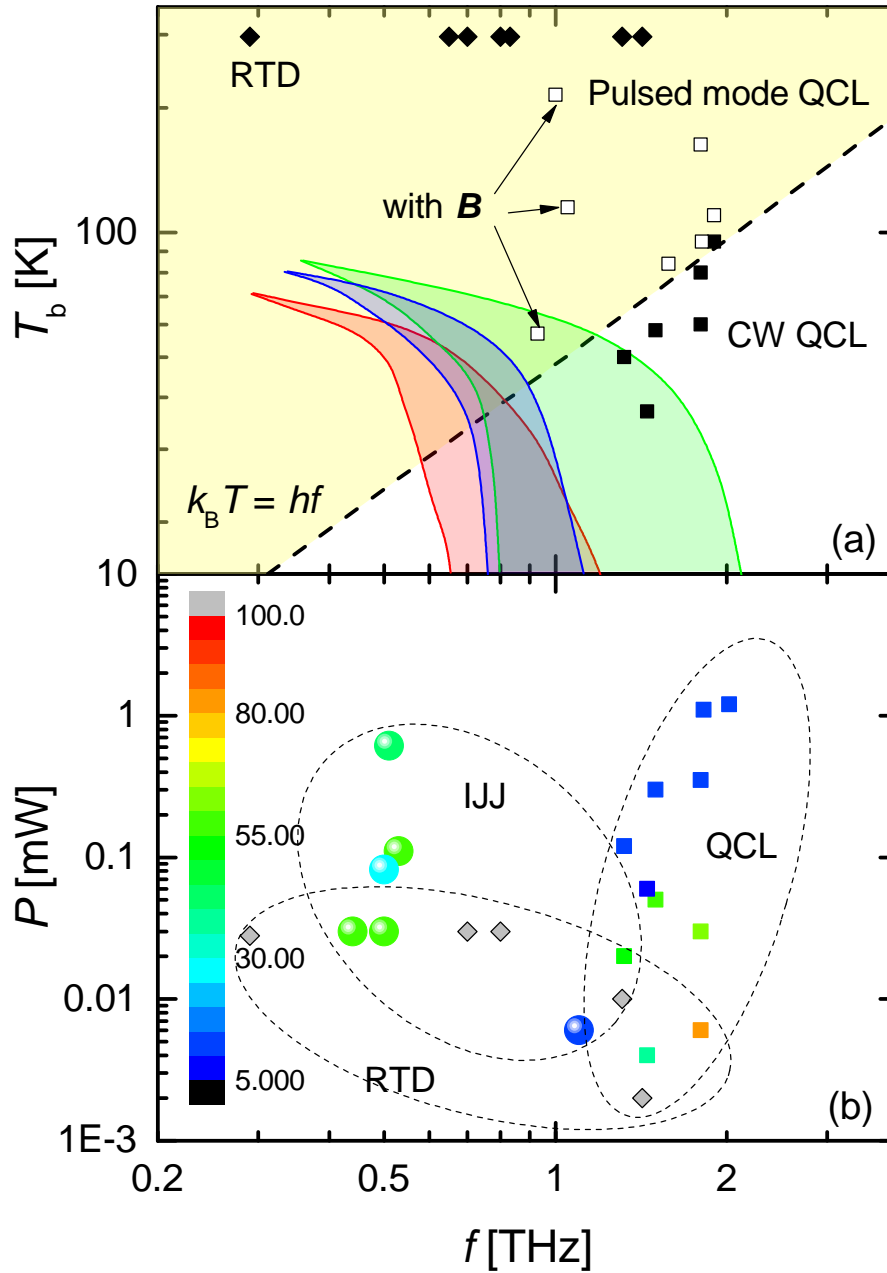 RTD
Pulsed mode QCL
with B
100
T_b [K]
CW QCL
k_B T = hf
(a)
10
100.0
80.00
1
IJJ
QCL
55.00
0.1
P [mW]
30.00
0.01
RTD
5.000
(b)
1E-3
0.2
0.5
1
2
f [THz]